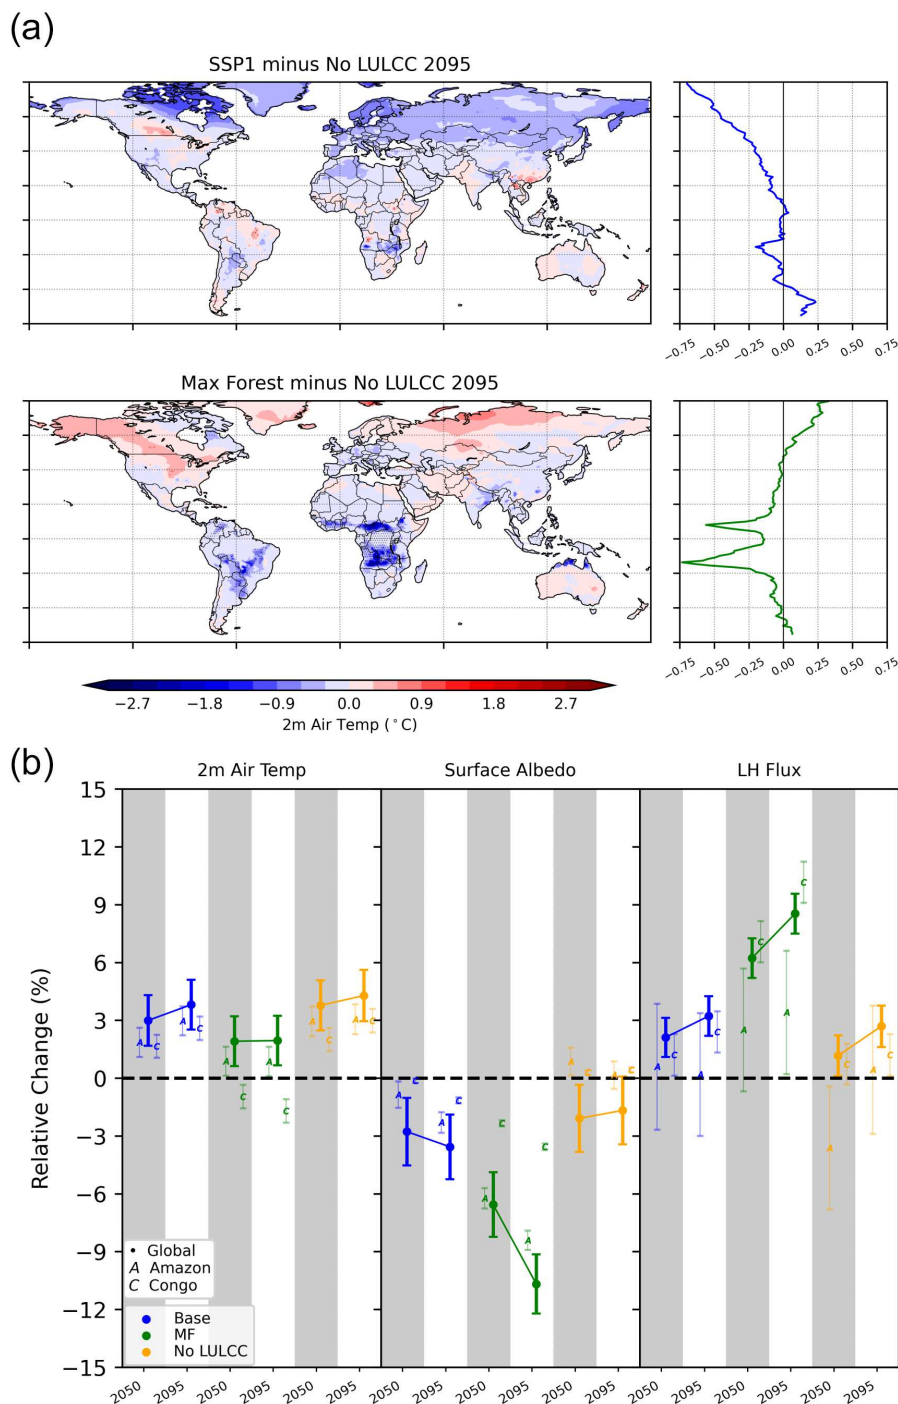 (a)
SSP1 minus No LULCC 2095
−0.75 −0.50 −0.25 0.00 0.25 0.50 0.75
Max Forest minus No LULCC 2095
−0.75 −0.50 −0.25 0.00 0.25 0.50 0.75
−2.7 −1.8 −0.9 0.0 0.9 1.8 2.7
2m Air Temp (°C)
(b)
2m Air Temp Surface Albedo LH Flux
15
12
9
6
3
0
−3
−6
−9
−12
−15
Relative Change (%)
A C A C A C A C A C A C
A C A C A C A C A C A C
A C A C A C A C A C A C
Global
A Amazon
C Congo
Base
MF
No LULCC
2050 2095 2050 2095 2050 2095 2050 2095 2050 2095 2050 2095 2050 2095 2050 2095 2050 2095